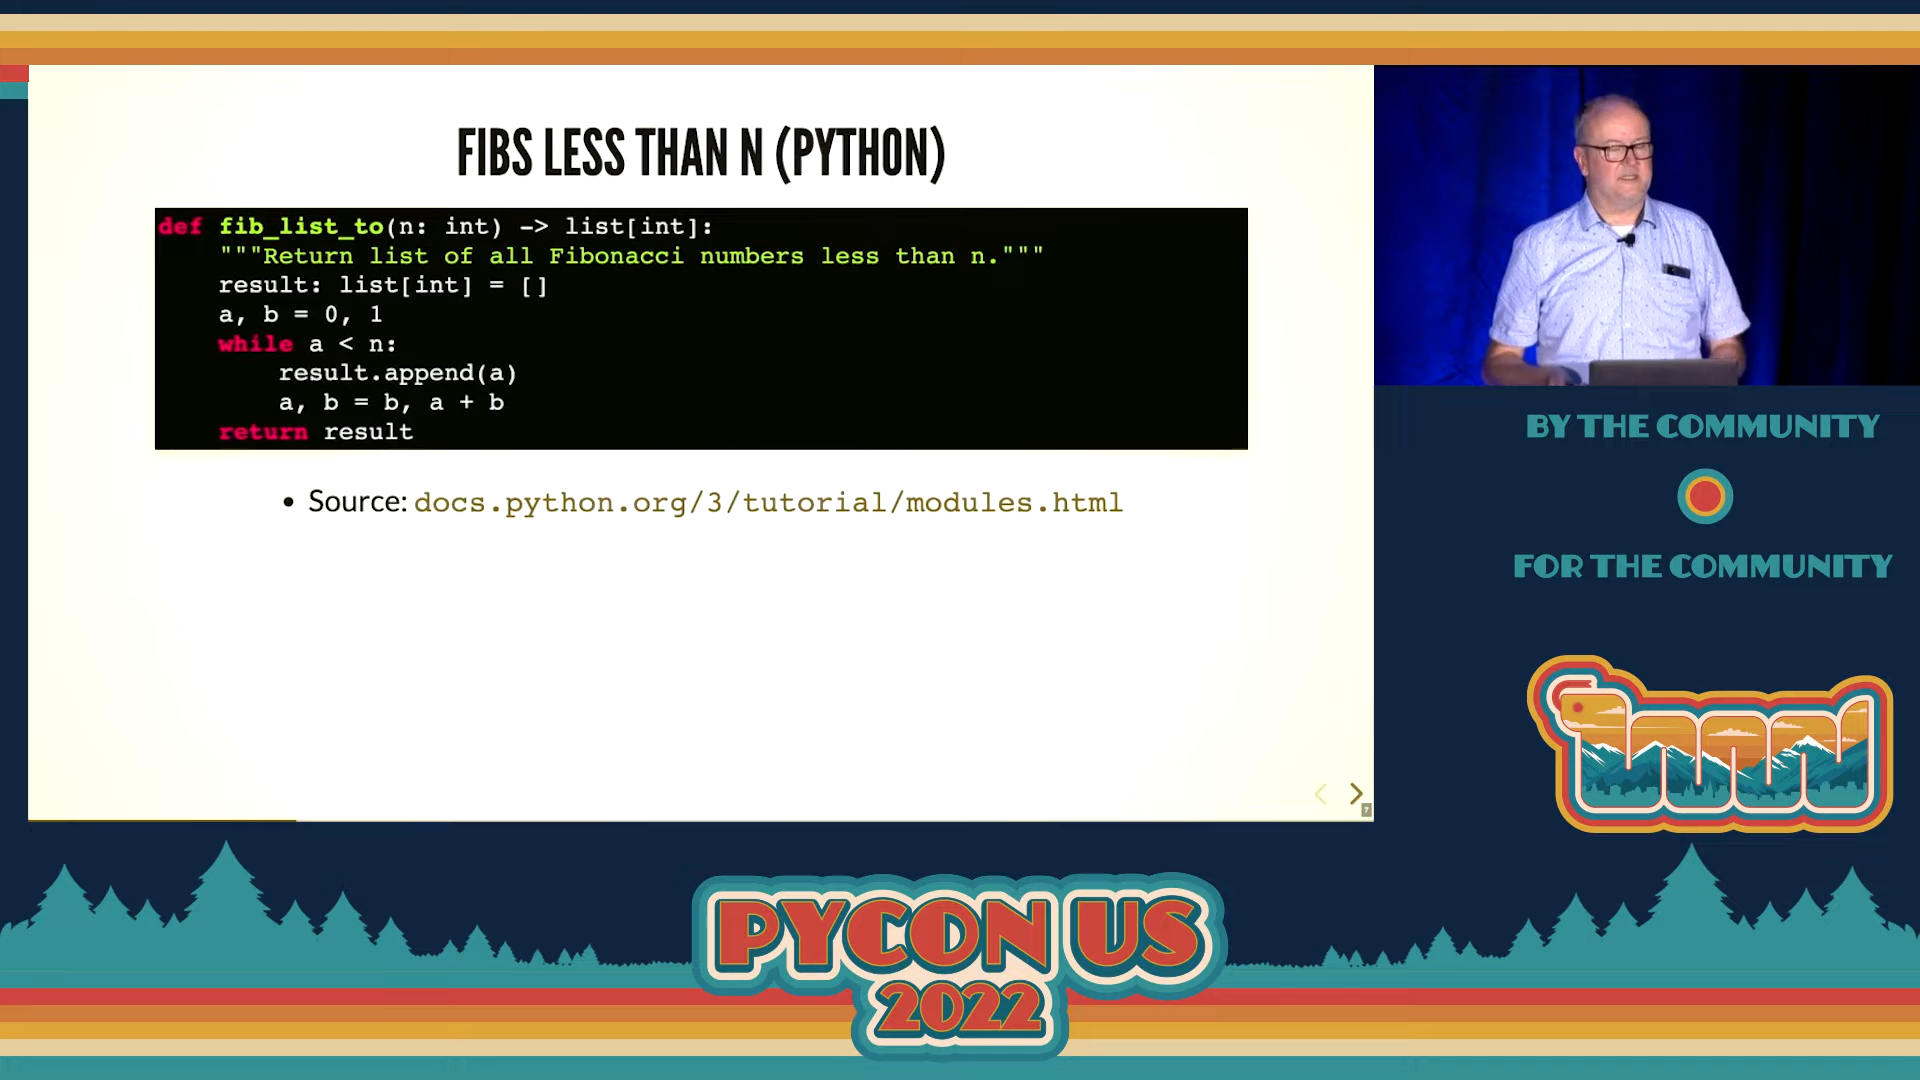 FIBS LESS THAN N (PYTHON)
def fib_list_to(n: int) -> list[int]:
    """Return list of all Fibonacci numbers less than n."""
    result: list[int] = []
    a, b = 0, 1
    while a < n:
        result.append(a)
        a, b = b, a + b
    return result
• Source: docs.python.org/3/tutorial/modules.html
7
BY THE COMMUNITY
FOR THE COMMUNITY
PYCON US
2022